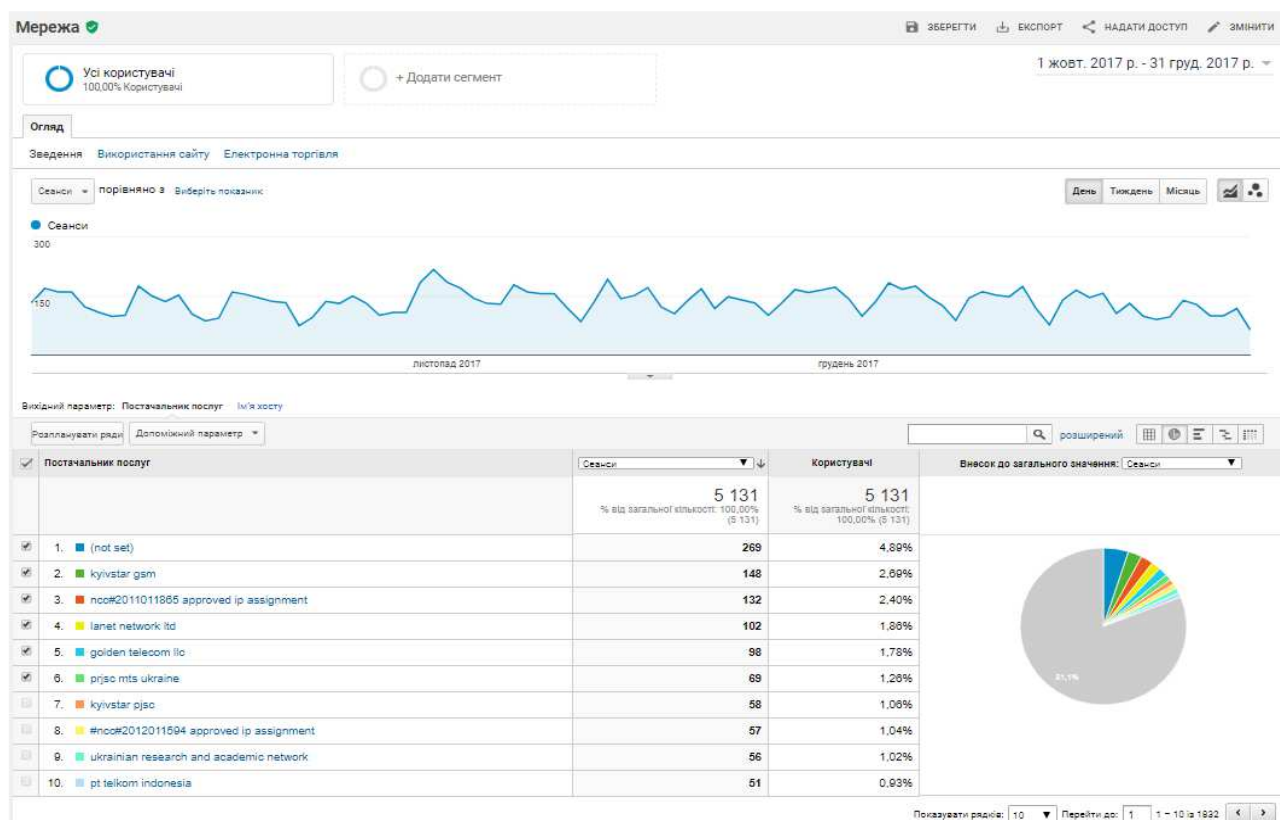 Мережа
ЗБЕРЕГТИ ЕКСПОРТ НАДАТИ ДОСТУП ЗМІНИТИ
Усі користувачі
100,00% Користувачі
+ Додати сегмент
1 жовт. 2017 р. - 31 груд. 2017 р.
Огляд
Зведення Використання сайту Електронна торгівля
Сеанси порівняно з Виберіть показник
День Тиждень Місяць
Сеанси
300
150
листопад 2017 грудень 2017
Вихідний параметр: Постачальник послуг Ім'я хосту
Розпланувати ряди Допоміжний параметр розширений
Постачальник послуг Сеанси Користувачі Внесок до загального значення: Сеанси
5 131 5 131
% від загальної кількості: 100,00% (5 131) % від загальної кількості: 100,00% (5 131)
1. (not set) 269 4,89%
2. kyivstar gsm 148 2,69%
3. ncc#2011011865 approved ip assignment 132 2,40%
4. lanet network ltd 102 1,86%
5. golden telecom llc 98 1,78%
6. prjsc mts ukraine 69 1,26%
7. kyivstar pjsc 58 1,06%
8. #ncc#2012011594 approved ip assignment 57 1,04%
9. ukrainian research and academic network 56 1,02%
10. pt telkom indonesia 51 0,93%
Показувати рядків: 10 Перейти до: 1 1 – 10 із 1832